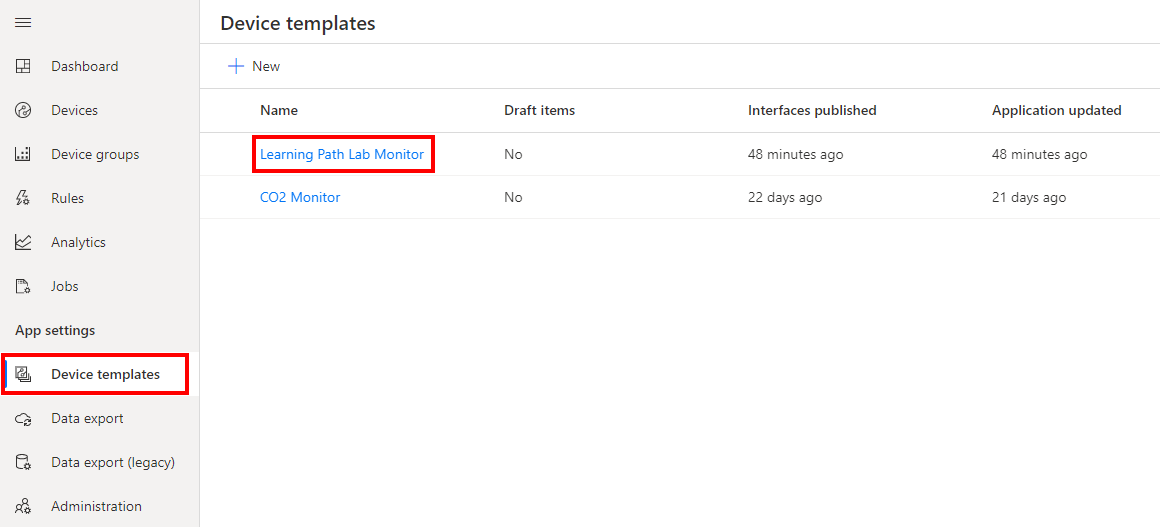 Device templates
New
Dashboard
Devices
Device groups
Rules
Analytics
Jobs
App settings
Device templates
Data export
Data export (legacy)
Administration
Name Draft items Interfaces published Application updated
Learning Path Lab Monitor No 48 minutes ago 48 minutes ago
CO2 Monitor No 22 days ago 21 days ago